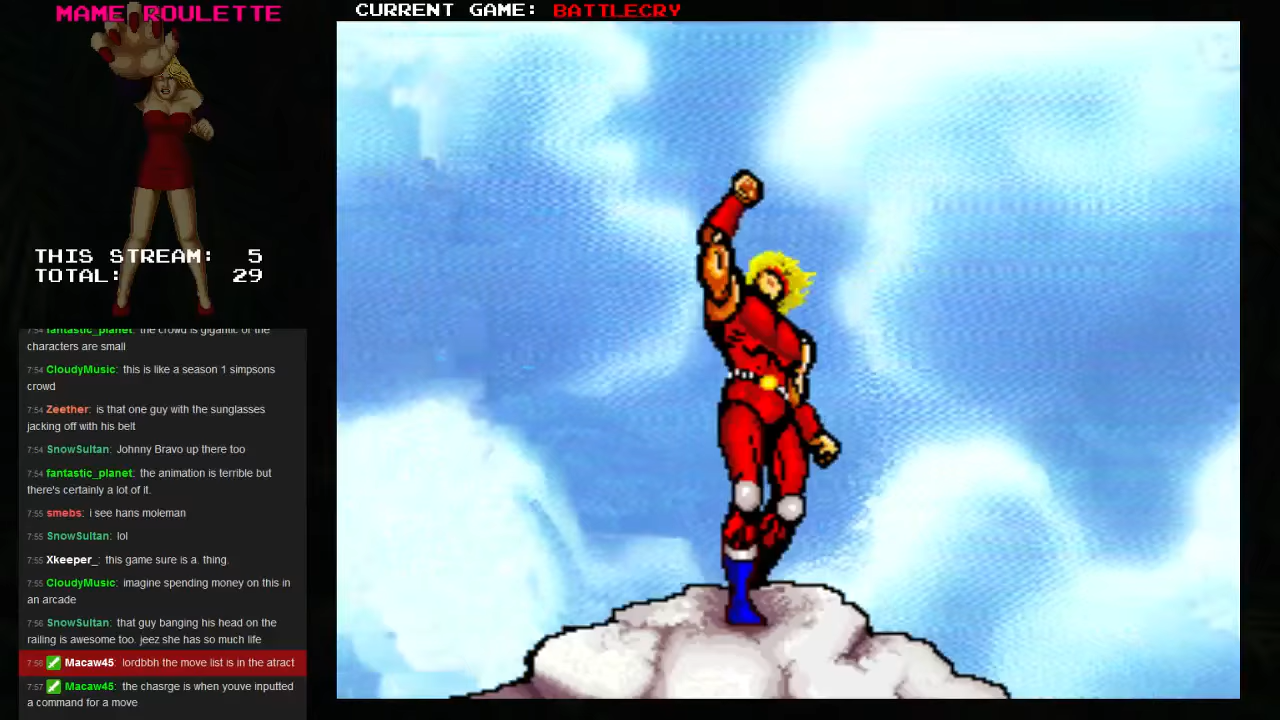 MAME ROULETTE
CURRENT GAME: BATTLECRY
THIS STREAM: 5
TOTAL: 29
7:54 fantastic_planet: the crowd is gigantic or the
characters are small
7:54 CloudyMusic: this is like a season 1 simpsons
crowd
7:54 Zeether: is that one guy with the sunglasses
jacking off with his belt
7:54 SnowSultan: Johnny Bravo up there too
7:54 fantastic_planet: the animation is terrible but
there's certainly a lot of it.
7:55 smebs: i see hans moleman
7:55 SnowSultan: lol
7:55 Xkeeper_: this game sure is a. thing.
7:55 CloudyMusic: imagine spending money on this in
an arcade
7:56 SnowSultan: that guy banging his head on the
railing is awesome too. jeez she has so much life
7:56 Macaw45: lordbbh the move list is in the atract
7:57 Macaw45: the chasrge is when youve inputted
a command for a move